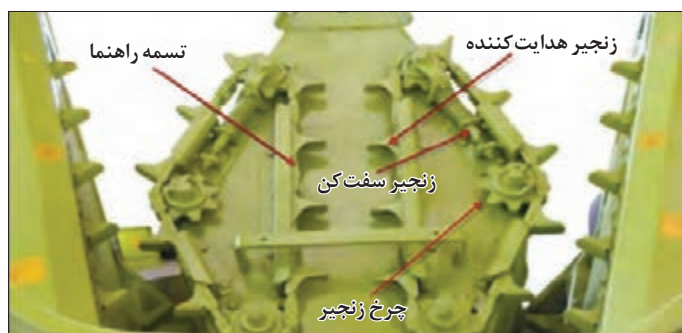 زنجیر هدایت‌کننده
تسمه راهنما
زنجیر سفت‌کن
چرخ زنجیر